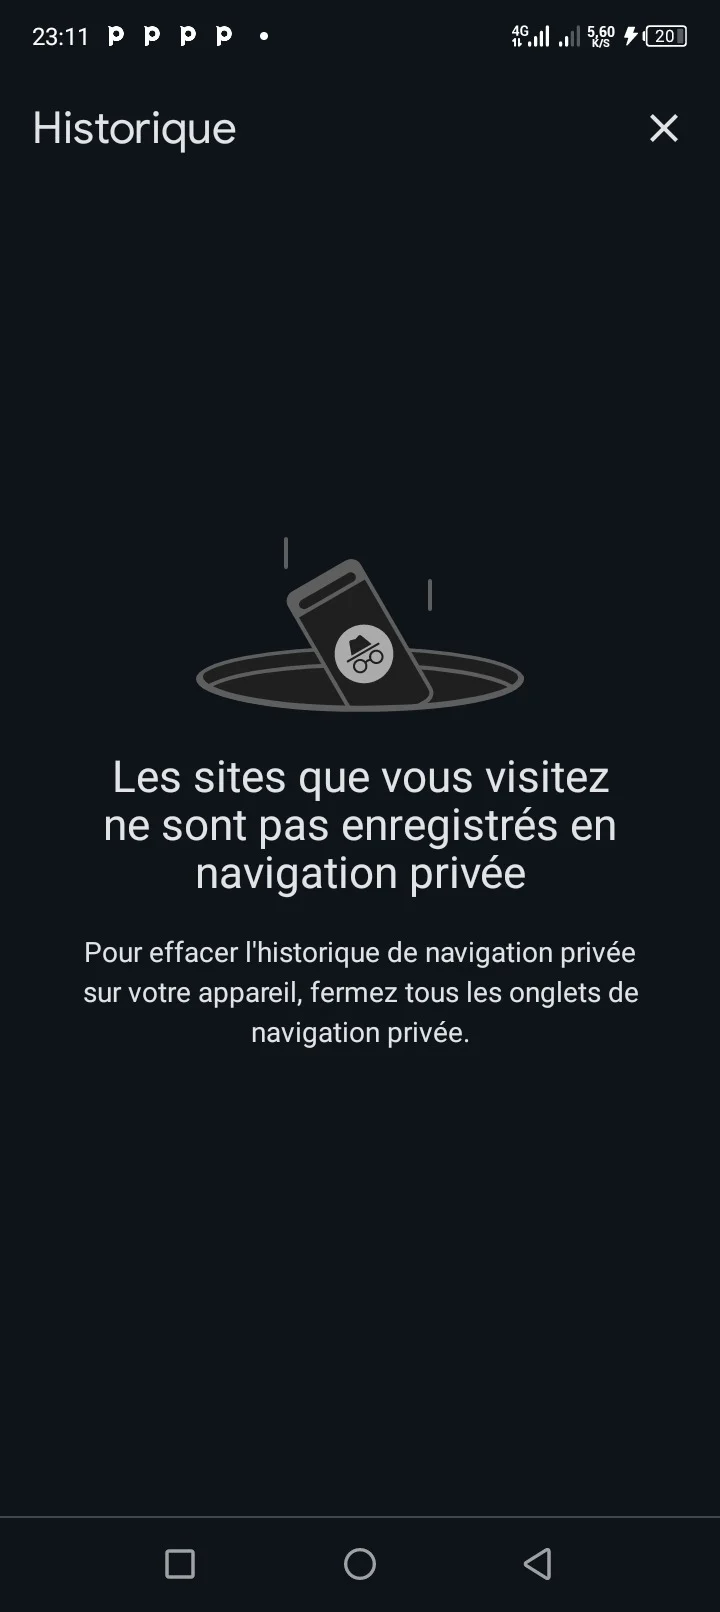 23:11 p p p p • 4G 5,60 K/S 20
Historique
Les sites que vous visitez
ne sont pas enregistrés en
navigation privée
Pour effacer l'historique de navigation privée
sur votre appareil, fermez tous les onglets de
navigation privée.